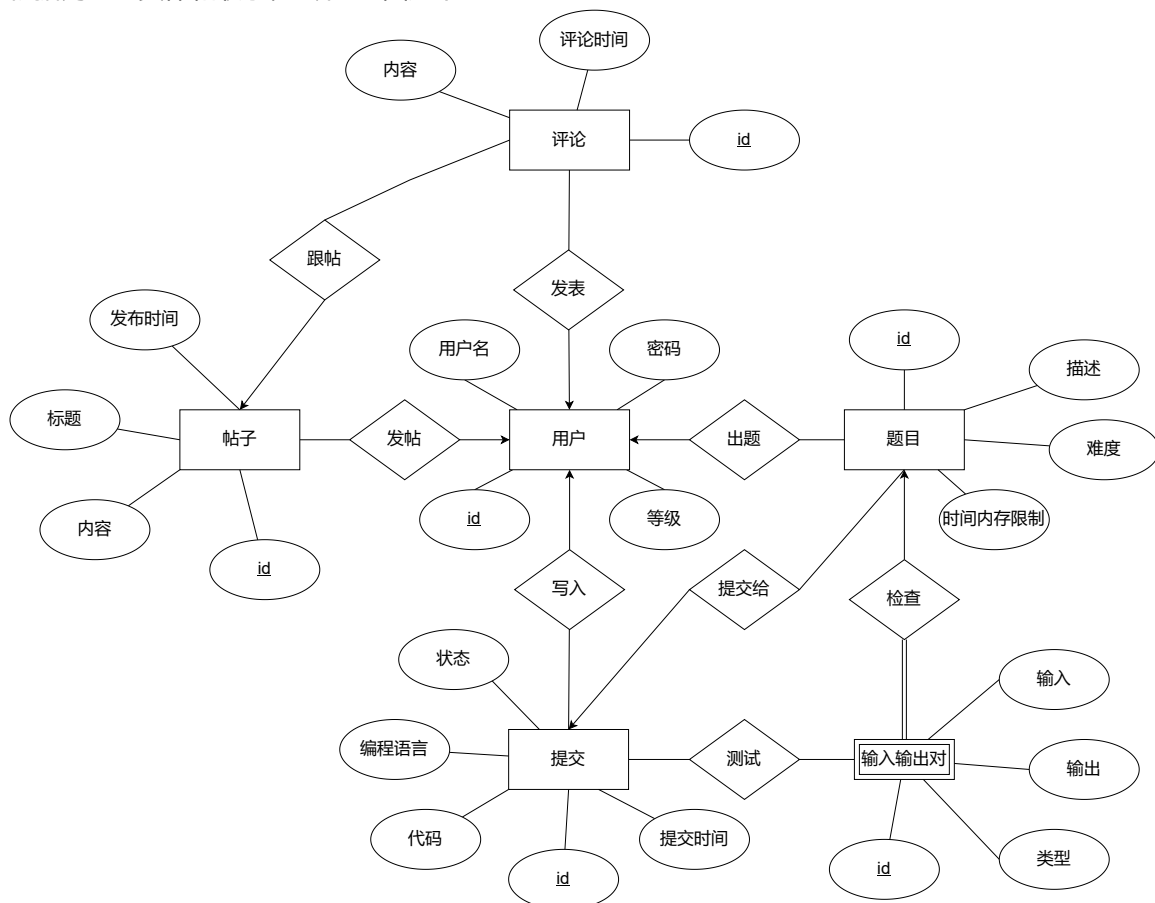 评论时间
内容
评论
id
跟帖
发表
发布时间
用户名
密码
id
描述
标题
帖子
发帖
用户
出题
题目
难度
内容
id
id
等级
时间内存限制
写入
提交给
检查
状态
输入
编程语言
提交
测试
输入输出对
输出
代码
提交时间
id
id
类型